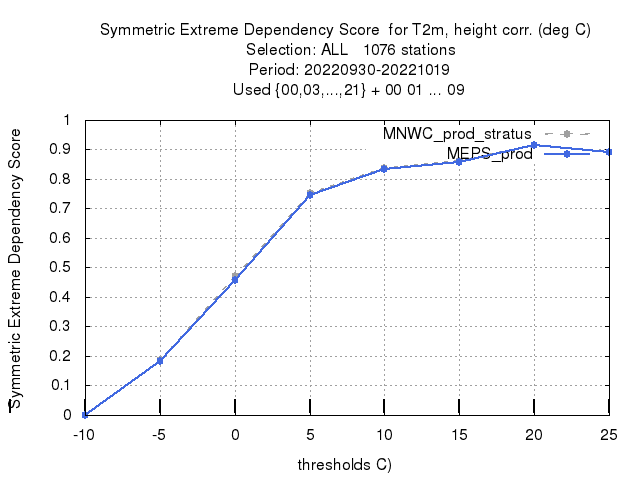 Symmetric Extreme Dependency Score for T2m, height corr. (deg C)
Selection: ALL 1076 stations
Period: 20220930-20221019
Used {00,03,...,21} + 00 01 ... 09
MNWC_prod_stratus
MEPS_prod
Symmetric Extreme Dependency Score
1
0.9
0.8
0.7
0.6
0.5
0.4
0.3
0.2
0.1
0
-10 -5 0 5 10 15 20 25
thresholds C)